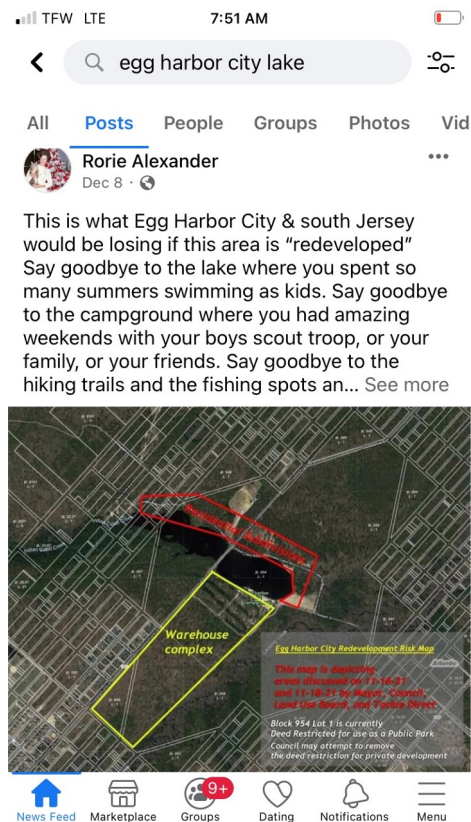 TFW LTE 7:51 AM
egg harbor city lake
All Posts People Groups Photos Vid
Rorie Alexander
Dec 8
This is what Egg Harbor City & south Jersey
would be losing if this area is “redeveloped”
Say goodbye to the lake where you spent so
many summers swimming as kids. Say goodbye
to the campground where you had amazing
weekends with your boys scout troop, or your
family, or your friends. Say goodbye to the
hiking trails and the fishing spots an... See more
Warehouse
complex
Egg Harbor City Redevelopment Risk Map
This map is depicting
areas discussed on 11-16-21
and 11-18-21 by Mayor, Council,
Land Use Board, and Tackle Direct
Block 954 Lot 1 is currently
Deed Restricted for use as a Public Park
Council may attempt to remove
the deed restriction for private development
9+
News Feed Marketplace Groups Dating Notifications Menu